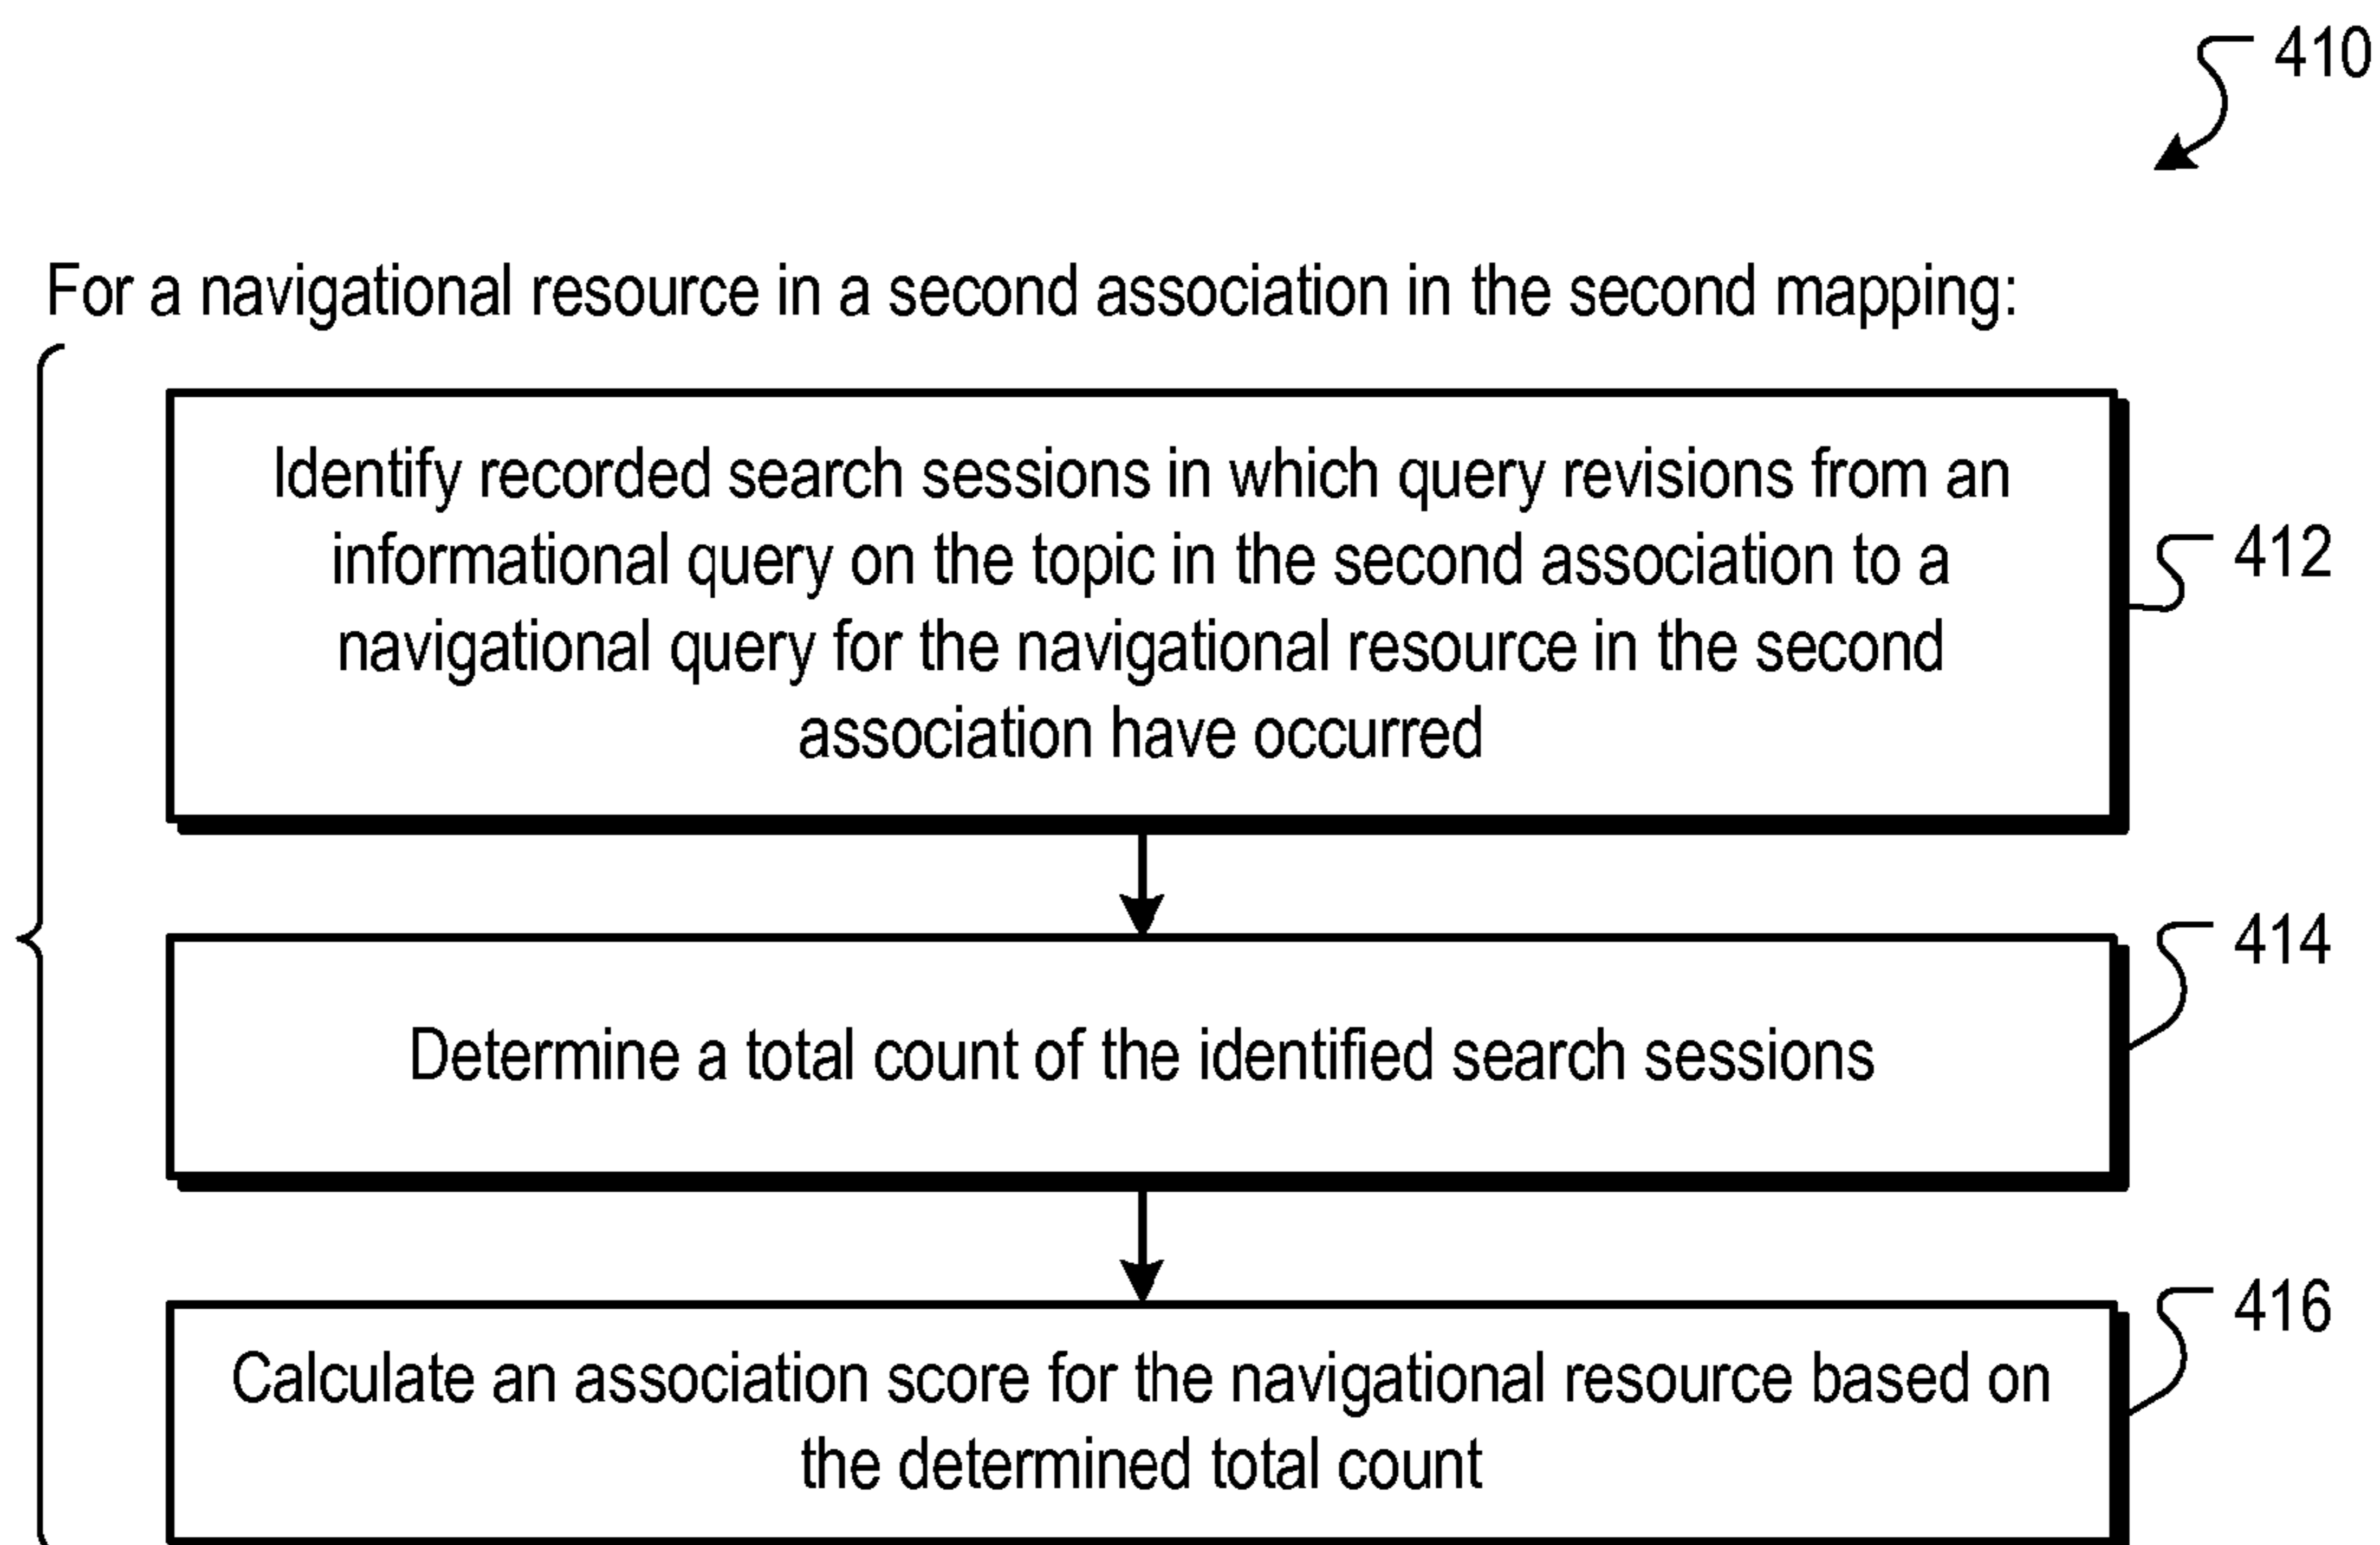 410
For a navigational resource in a second association in the second mapping:
Identify recorded search sessions in which query revisions from an
informational query on the topic in the second association to a
navigational query for the navigational resource in the second
association have occurred
412
Determine a total count of the identified search sessions
414
Calculate an association score for the navigational resource based on
the determined total count
416